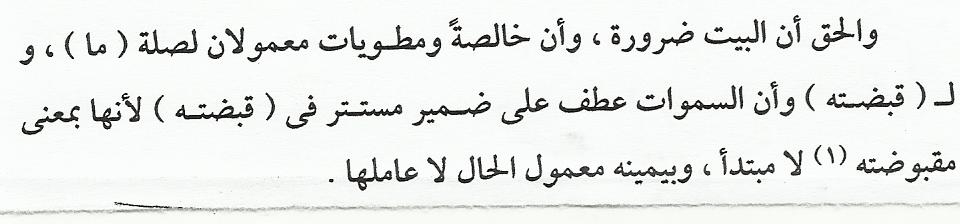 والحق أن البيت ضرورة ، وأن خالصةً ومطويات معمولان لصلة ( ما ) ، و
لـ ( قبضته ) وأن السموات عطف على ضمير مستتر فى ( قبضته ) لأنها بمعنى
مقبوضته (١) لا مبتدأ ، وبيمينه معمول الحال لا عاملها .